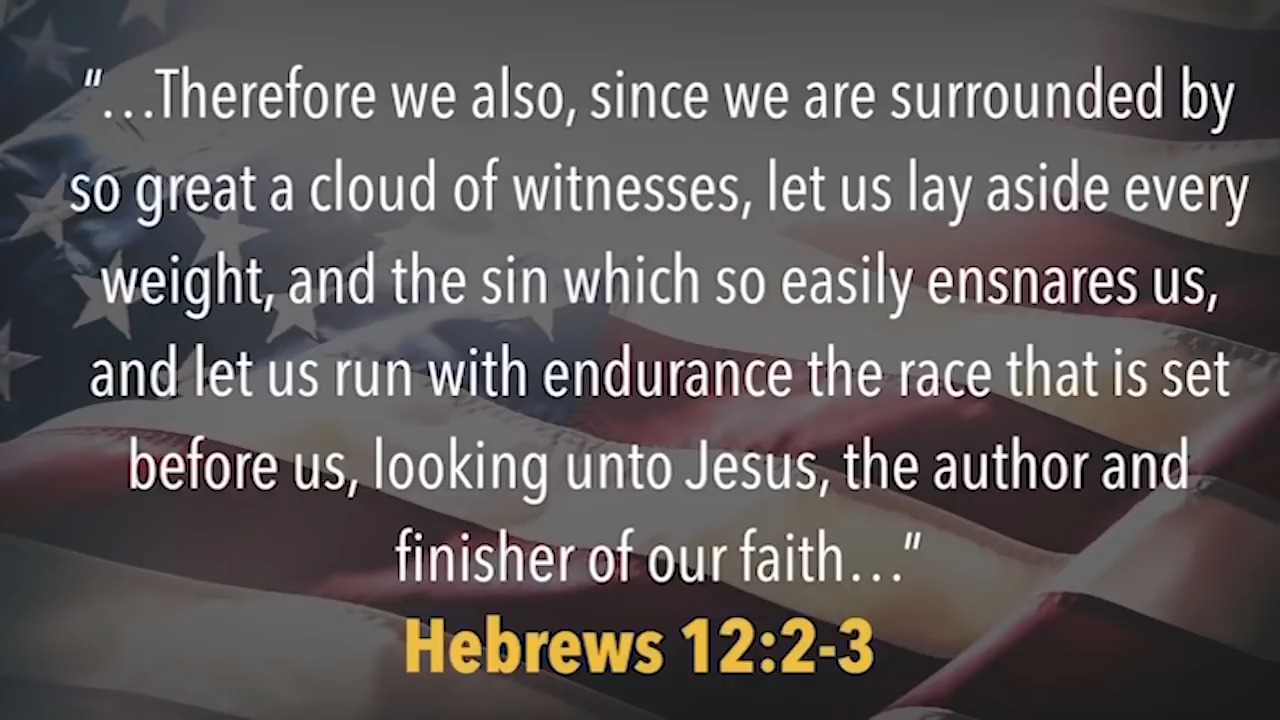 “…Therefore we also, since we are surrounded by
so great a cloud of witnesses, let us lay aside every
weight, and the sin which so easily ensnares us,
and let us run with endurance the race that is set
before us, looking unto Jesus, the author and
finisher of our faith…”
Hebrews 12:2-3